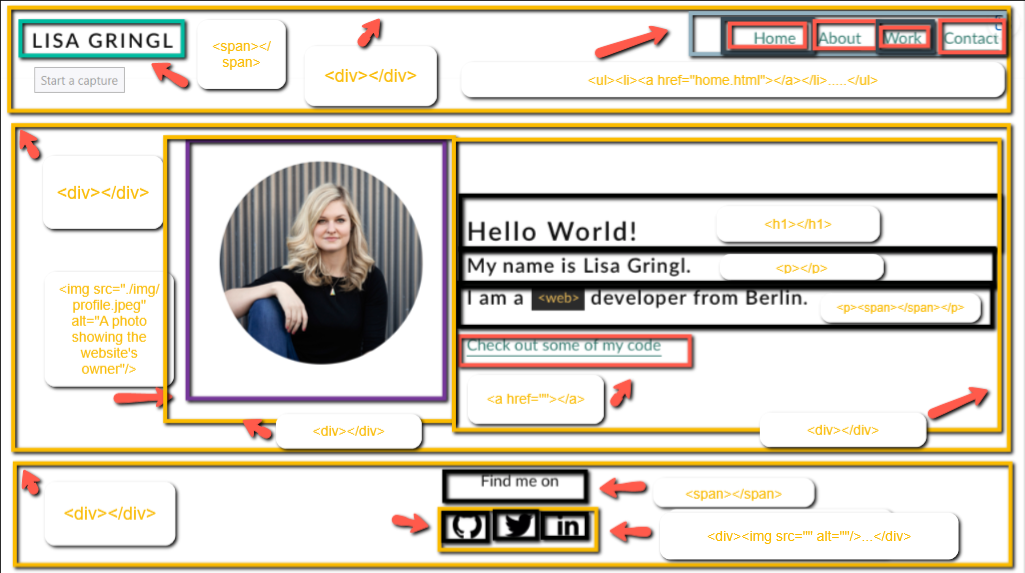 LISA GRINGL
<span></
span>
<div></div>
Home About Work Contact
Start a capture
<ul><li><a href="home.html"></a></li>.....</ul>
<div></div>
<img src="./img/
profile.jpeg"
alt="A photo
showing the
website's
owner"/>
Hello World!
<h1></h1>
My name is Lisa Gringl.
<p></p>
I am a <web> developer from Berlin.
<p><span></span></p>
Check out some of my code
<a href=""></a>
<div></div>
<div></div>
Find me on
<span></span>
<div></div>
in
<div><img src="" alt=""/>...</div>